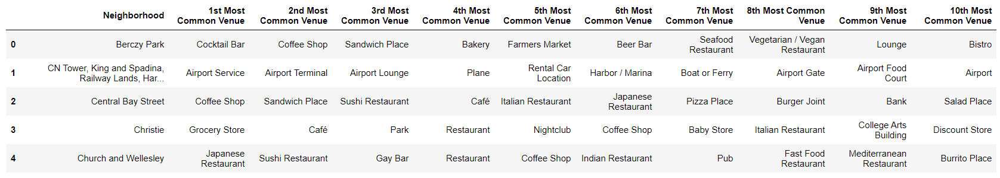 Neighborhood 1st Most Common Venue 2nd Most Common Venue 3rd Most Common Venue 4th Most Common Venue 5th Most Common Venue 6th Most Common Venue 7th Most Common Venue 8th Most Common Venue 9th Most Common Venue 10th Most Common Venue
0 Berczy Park Cocktail Bar Coffee Shop Sandwich Place Bakery Farmers Market Beer Bar Seafood Restaurant Vegetarian / Vegan Restaurant Lounge Bistro
1 CN Tower, King and Spadina, Railway Lands, Har... Airport Service Airport Terminal Airport Lounge Plane Rental Car Location Harbor / Marina Boat or Ferry Airport Gate Airport Food Court Airport
2 Central Bay Street Coffee Shop Sandwich Place Sushi Restaurant Café Italian Restaurant Japanese Restaurant Pizza Place Burger Joint Bank Salad Place
3 Christie Grocery Store Café Park Restaurant Nightclub Coffee Shop Baby Store Italian Restaurant College Arts Building Discount Store
4 Church and Wellesley Japanese Restaurant Sushi Restaurant Gay Bar Restaurant Coffee Shop Indian Restaurant Pub Fast Food Restaurant Mediterranean Restaurant Burrito Place